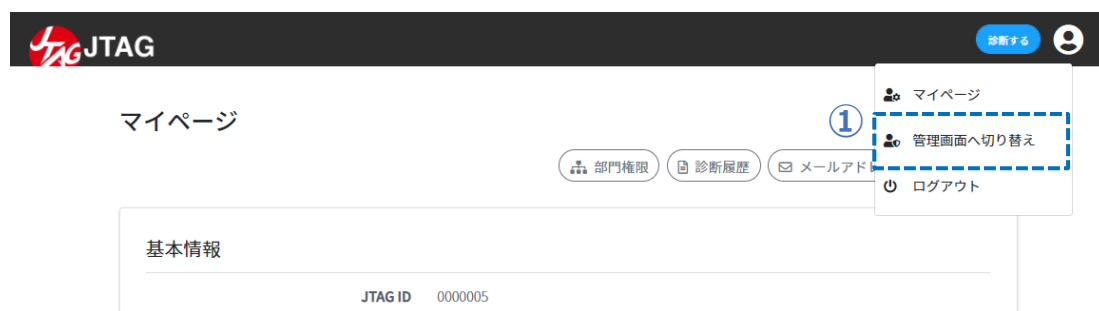 JTAG JTAG
診断する
マイページ
マイページ
①
管理画面へ切り替え
部門権限
診断履歴
メールアド
ログアウト
基本情報
JTAG ID 0000005